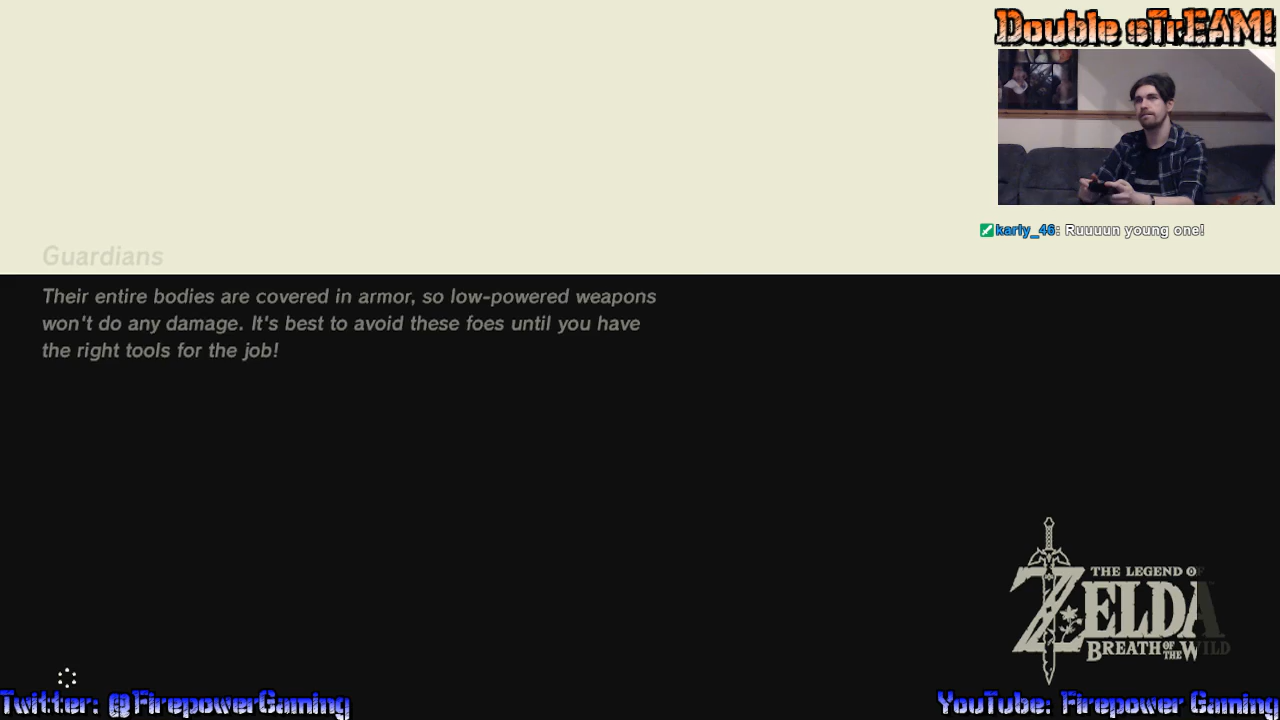 Double sTrEAM!
karly_46: Ruuuun young one!
Guardians
Their entire bodies are covered in armor, so low-powered weapons
won't do any damage. It's best to avoid these foes until you have
the right tools for the job!
THE LEGEND OF
ZELDA
BREATH OF THE WILD
Twitter: @FirepowerGaming
YouTube: Firepower Gaming